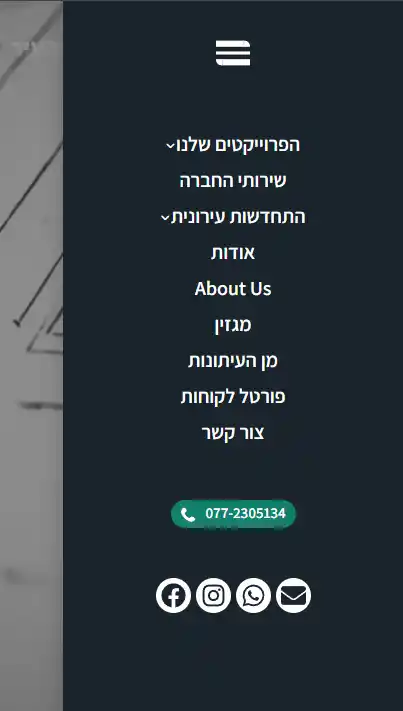 הפרוייקטים שלנו
שירותי החברה
התחדשות עירונית
אודות
About Us
מגזין
מן העיתונות
פורטל לקוחות
צור קשר
077-2305134